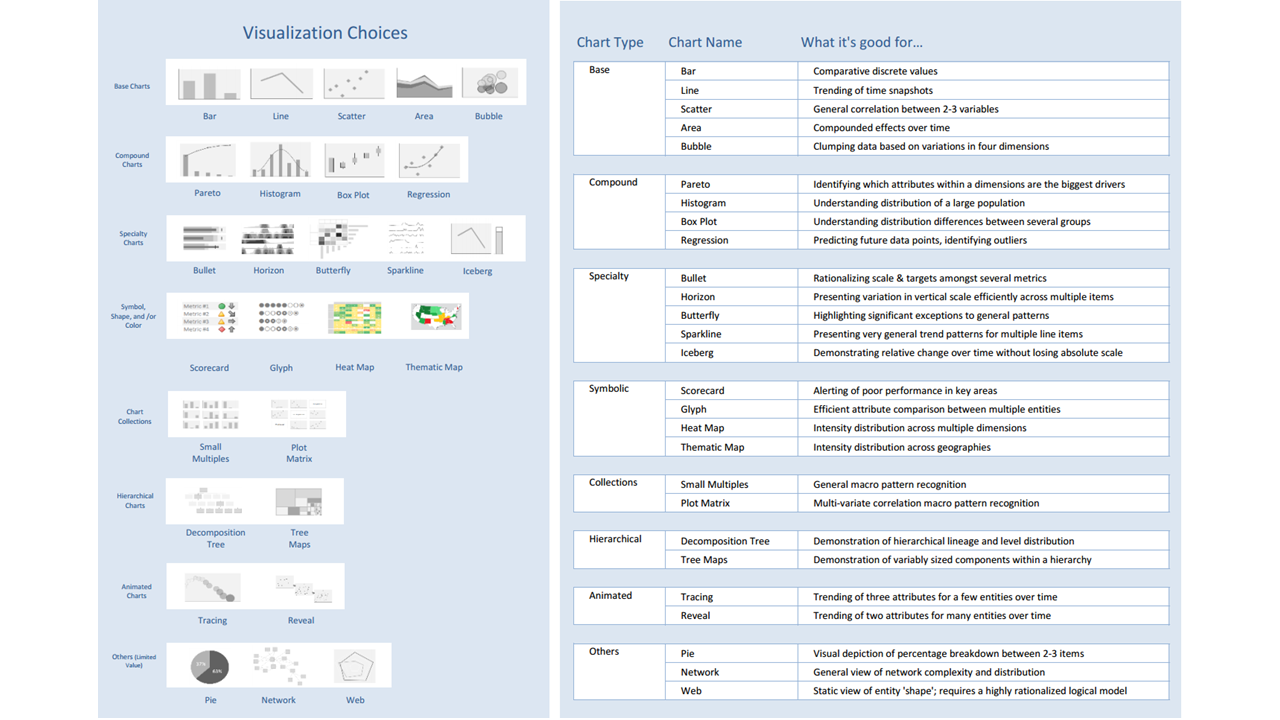 Visualization Choices
Base Charts
Bar Line Scatter Area Bubble
Compound
Charts
Pareto Histogram Box Plot Regression
Specialty
Charts
Bullet Horizon Butterfly Sparkline Iceberg
Symbol,
Shape, and /or
Color
Metric #1
Metric #2
Metric #3
Metric #4
Scorecard Glyph Heat Map Thematic Map
Chart
Collections
Small
Multiples
Plot
Matrix
Hierarchical
Charts
Decomposition
Tree
Tree
Maps
Animated
Charts
Tracing Reveal
Others (Limited
Value)
37%
63%
Pie Network Web
Chart Type Chart Name What it's good for...
Base Bar Comparative discrete values
Line Trending of time snapshots
Scatter General correlation between 2-3 variables
Area Compounded effects over time
Bubble Clumping data based on variations in four dimensions
Compound Pareto Identifying which attributes within a dimensions are the biggest drivers
Histogram Understanding distribution of a large population
Box Plot Understanding distribution differences between several groups
Regression Predicting future data points, identifying outliers
Specialty Bullet Rationalizing scale & targets amongst several metrics
Horizon Presenting variation in vertical scale efficiently across multiple items
Butterfly Highlighting significant exceptions to general patterns
Sparkline Presenting very general trend patterns for multiple line items
Iceberg Demonstrating relative change over time without losing absolute scale
Symbolic Scorecard Alerting of poor performance in key areas
Glyph Efficient attribute comparison between multiple entities
Heat Map Intensity distribution across multiple dimensions
Thematic Map Intensity distribution across geographies
Collections Small Multiples General macro pattern recognition
Plot Matrix Multi-variate correlation macro pattern recognition
Hierarchical Decomposition Tree Demonstration of hierarchical lineage and level distribution
Tree Maps Demonstration of variably sized components within a hierarchy
Animated Tracing Trending of three attributes for a few entities over time
Reveal Trending of two attributes for many entities over time
Others Pie Visual depiction of percentage breakdown between 2-3 items
Network General view of network complexity and distribution
Web Static view of entity 'shape'; requires a highly rationalized logical model